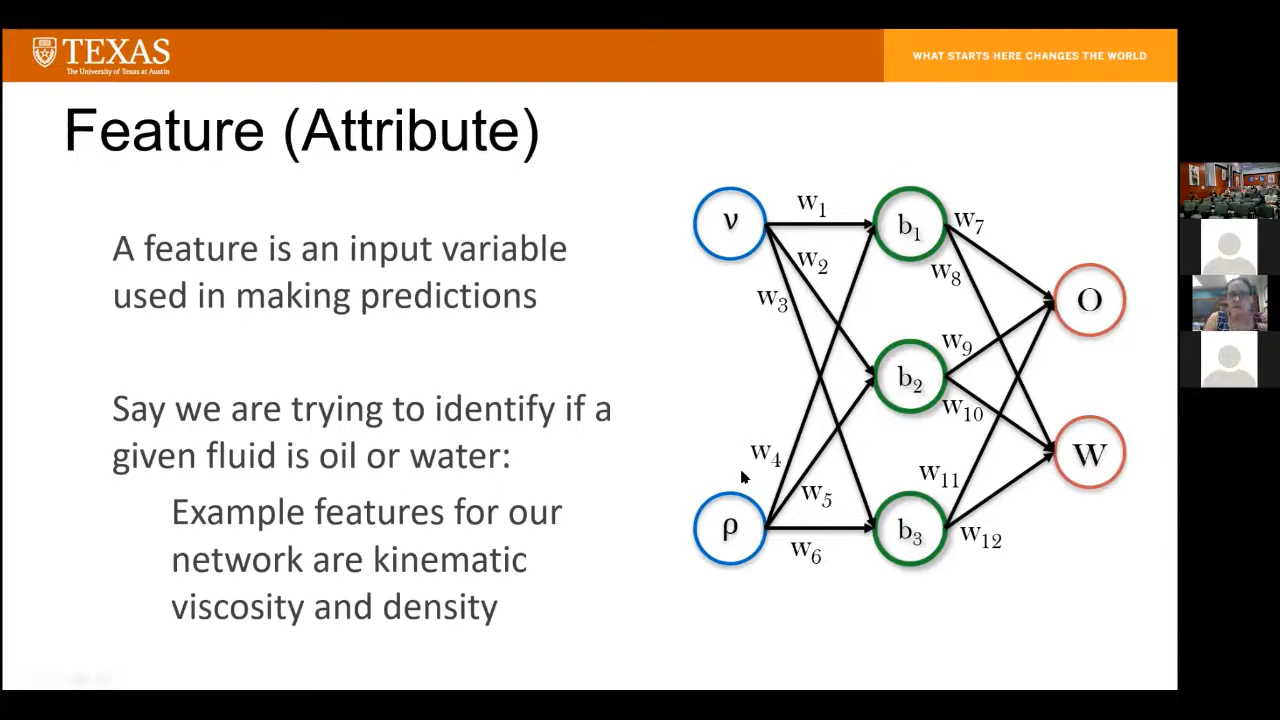 TEXAS
The University of Texas at Austin
WHAT STARTS HERE CHANGES THE WORLD
Feature (Attribute)
A feature is an input variable
used in making predictions
Say we are trying to identify if a
given fluid is oil or water:
Example features for our
network are kinematic
viscosity and density
ν
w₁
b₁
w₇
w₂
w₈
w₃
O
w₉
b₂
w₁₀
w₄
W
w₁₁
w₅
ρ
b₃
w₆
w₁₂